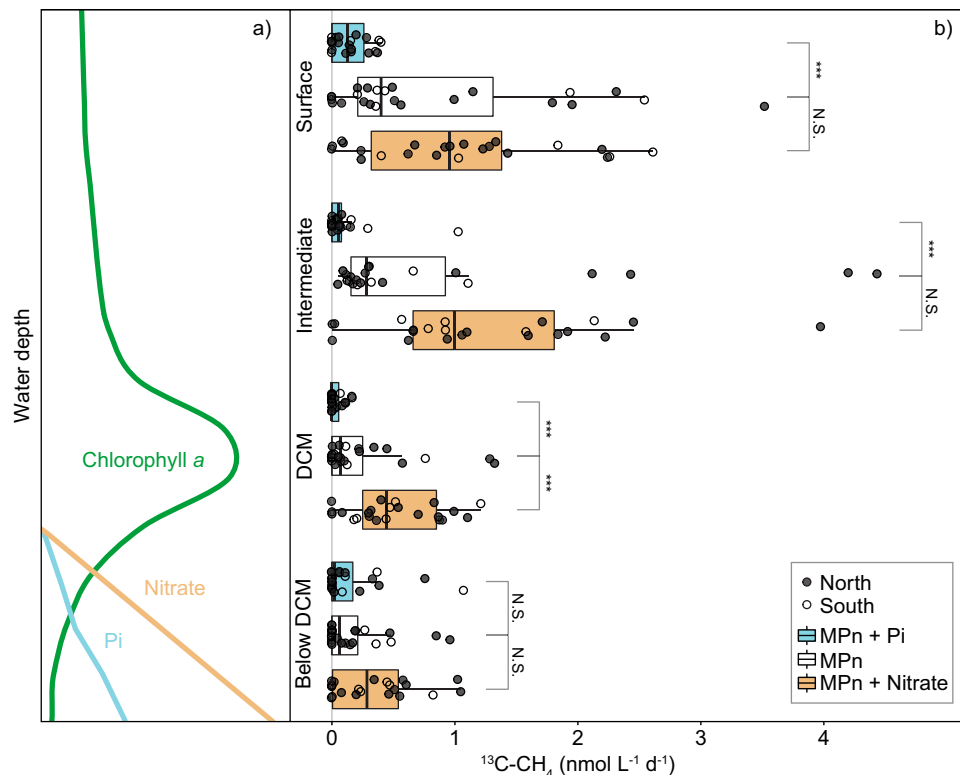 a)
b)
Water depth
Chlorophyll a
Nitrate
Pi
Surface
***
N.S.
Intermediate
***
N.S.
DCM
***
***
Below DCM
N.S.
N.S.
North
South
MPn + Pi
MPn
MPn + Nitrate
0 1 2 3 4
¹³C-CH₄ (nmol L⁻¹ d⁻¹)